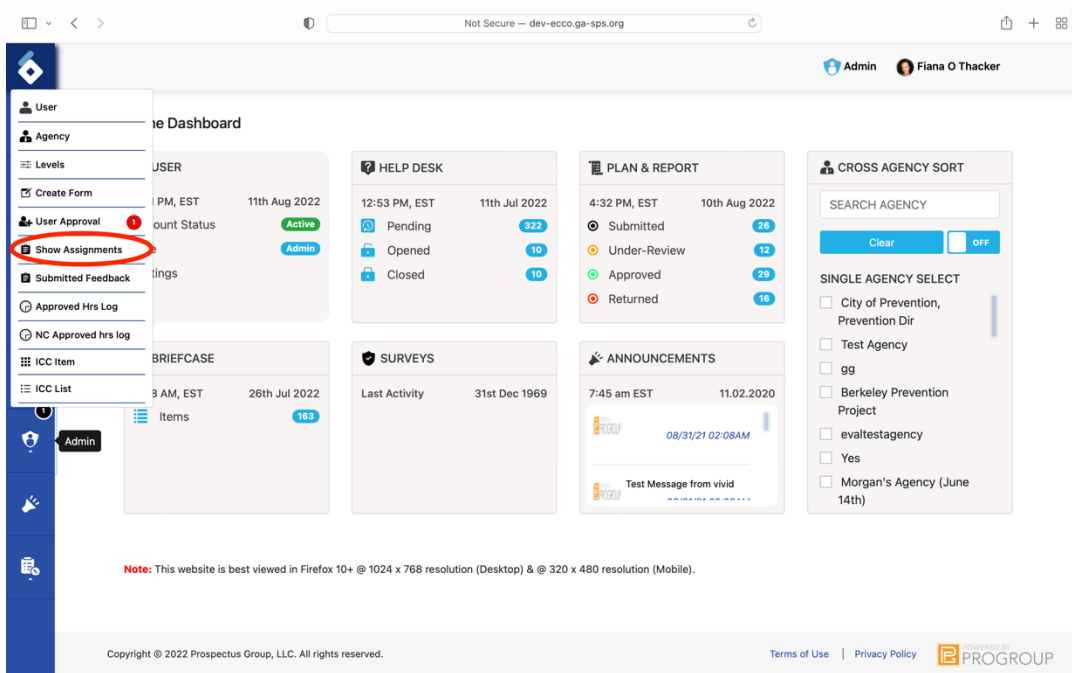 Not Secure — dev-ecco.ga-sps.org
Admin
Fiana O Thacker
User
Agency
Levels
Create Form
User Approval 1
Show Assignments
Submitted Feedback
Approved Hrs Log
NC Approved hrs log
ICC Item
ICC List
1
Admin
ne Dashboard
USER
PM, EST 11th Aug 2022
ount Status Active
e Admin
tings
HELP DESK
12:53 PM, EST 11th Jul 2022
Pending 322
Opened 10
Closed 10
PLAN & REPORT
4:32 PM, EST 10th Aug 2022
Submitted 26
Under-Review 12
Approved 29
Returned 16
CROSS AGENCY SORT
SEARCH AGENCY
Clear OFF
SINGLE AGENCY SELECT
City of Prevention,
Prevention Dir
Test Agency
gg
Berkeley Prevention
Project
evaltestagency
Yes
Morgan's Agency (June
14th)
BRIEFCASE
AM, EST 26th Jul 2022
Items 163
SURVEYS
Last Activity 31st Dec 1969
ANNOUNCEMENTS
7:45 am EST 11.02.2020
08/31/21 02:08AM
Test Message from vivid
Note: This website is best viewed in Firefox 10+ @ 1024 x 768 resolution (Desktop) & @ 320 x 480 resolution (Mobile).
Copyright © 2022 Prospectus Group, LLC. All rights reserved.
Terms of Use | Privacy Policy
POWERED BY
PROGROUP